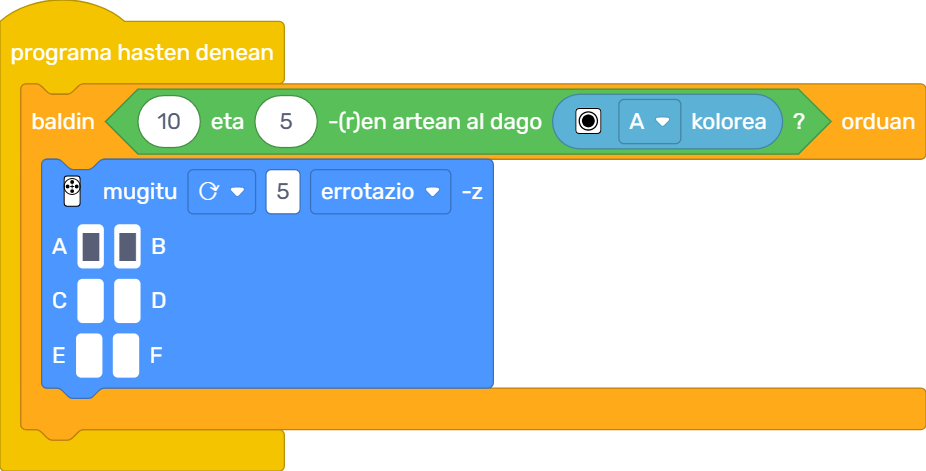 programa hasten denean
baldin 10 eta 5 -(r)en artean al dago A kolorea ? orduan
mugitu 5 errotazio -z
A B
C D
E F